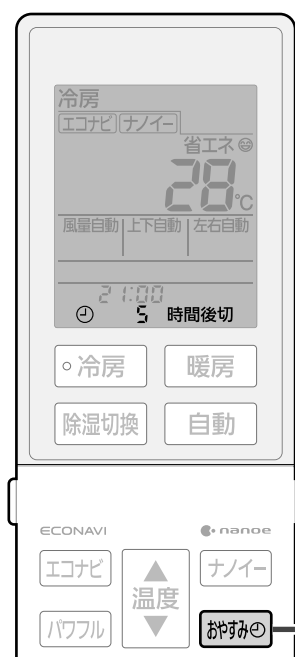 冷房
エコナビ ナノイー
省エネ
28℃
風量自動 上下自動 左右自動
21:00
5 時間後切
冷房 暖房
除湿切換 自動
ECONAVI nanoe
エコナビ 温度 ナノイー
パワフル おやすみ